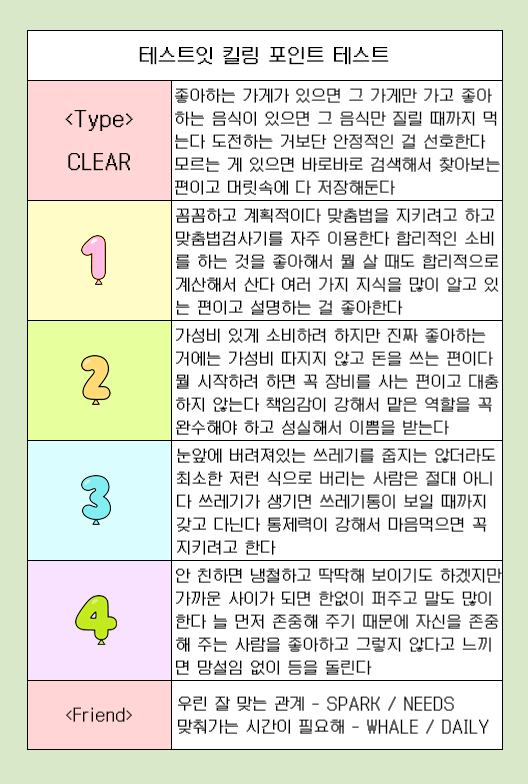 테스트잇 킬링 포인트 테스트
<Type>
CLEAR
좋아하는 가게가 있으면 그 가게만 가고 좋아
하는 음식이 있으면 그 음식만 질릴 때까지 먹
는다 도전하는 거보단 안정적인 걸 선호한다
모르는 게 있으면 바로바로 검색해서 찾아보는
편이고 머릿속에 다 저장해둔다
1
꼼꼼하고 계획적이다 맞춤법을 지키려고 하고
맞춤법검사기를 자주 이용한다 합리적인 소비
를 하는 것을 좋아해서 뭘 살 때도 합리적으로
계산해서 산다 여러 가지 지식을 많이 알고 있
는 편이고 설명하는 걸 좋아한다
2
가성비 있게 소비하려 하지만 진짜 좋아하는
거에는 가성비 따지지 않고 돈을 쓰는 편이다
뭘 시작하려 하면 꼭 장비를 사는 편이고 대충
하지 않는다 책임감이 강해서 맡은 역할을 꼭
완수해야 하고 성실해서 이쁨을 받는다
3
눈앞에 버려져있는 쓰레기를 줍지는 않더라도
최소한 저런 식으로 버리는 사람은 절대 아니
다 쓰레기가 생기면 쓰레기통이 보일 때까지
갖고 다닌다 통제력이 강해서 마음먹으면 꼭
지키려고 한다
4
안 친하면 냉철하고 딱딱해 보이기도 하겠지만
가까운 사이가 되면 한없이 퍼주고 말도 많이
한다 늘 먼저 존중해 주기 때문에 자신을 존중
해 주는 사람을 좋아하고 그렇지 않다고 느끼
면 망설임 없이 등을 돌린다
<Friend>
우린 잘 맞는 관계 - SPARK / NEEDS
맞춰가는 시간이 필요해 - WHALE / DAILY